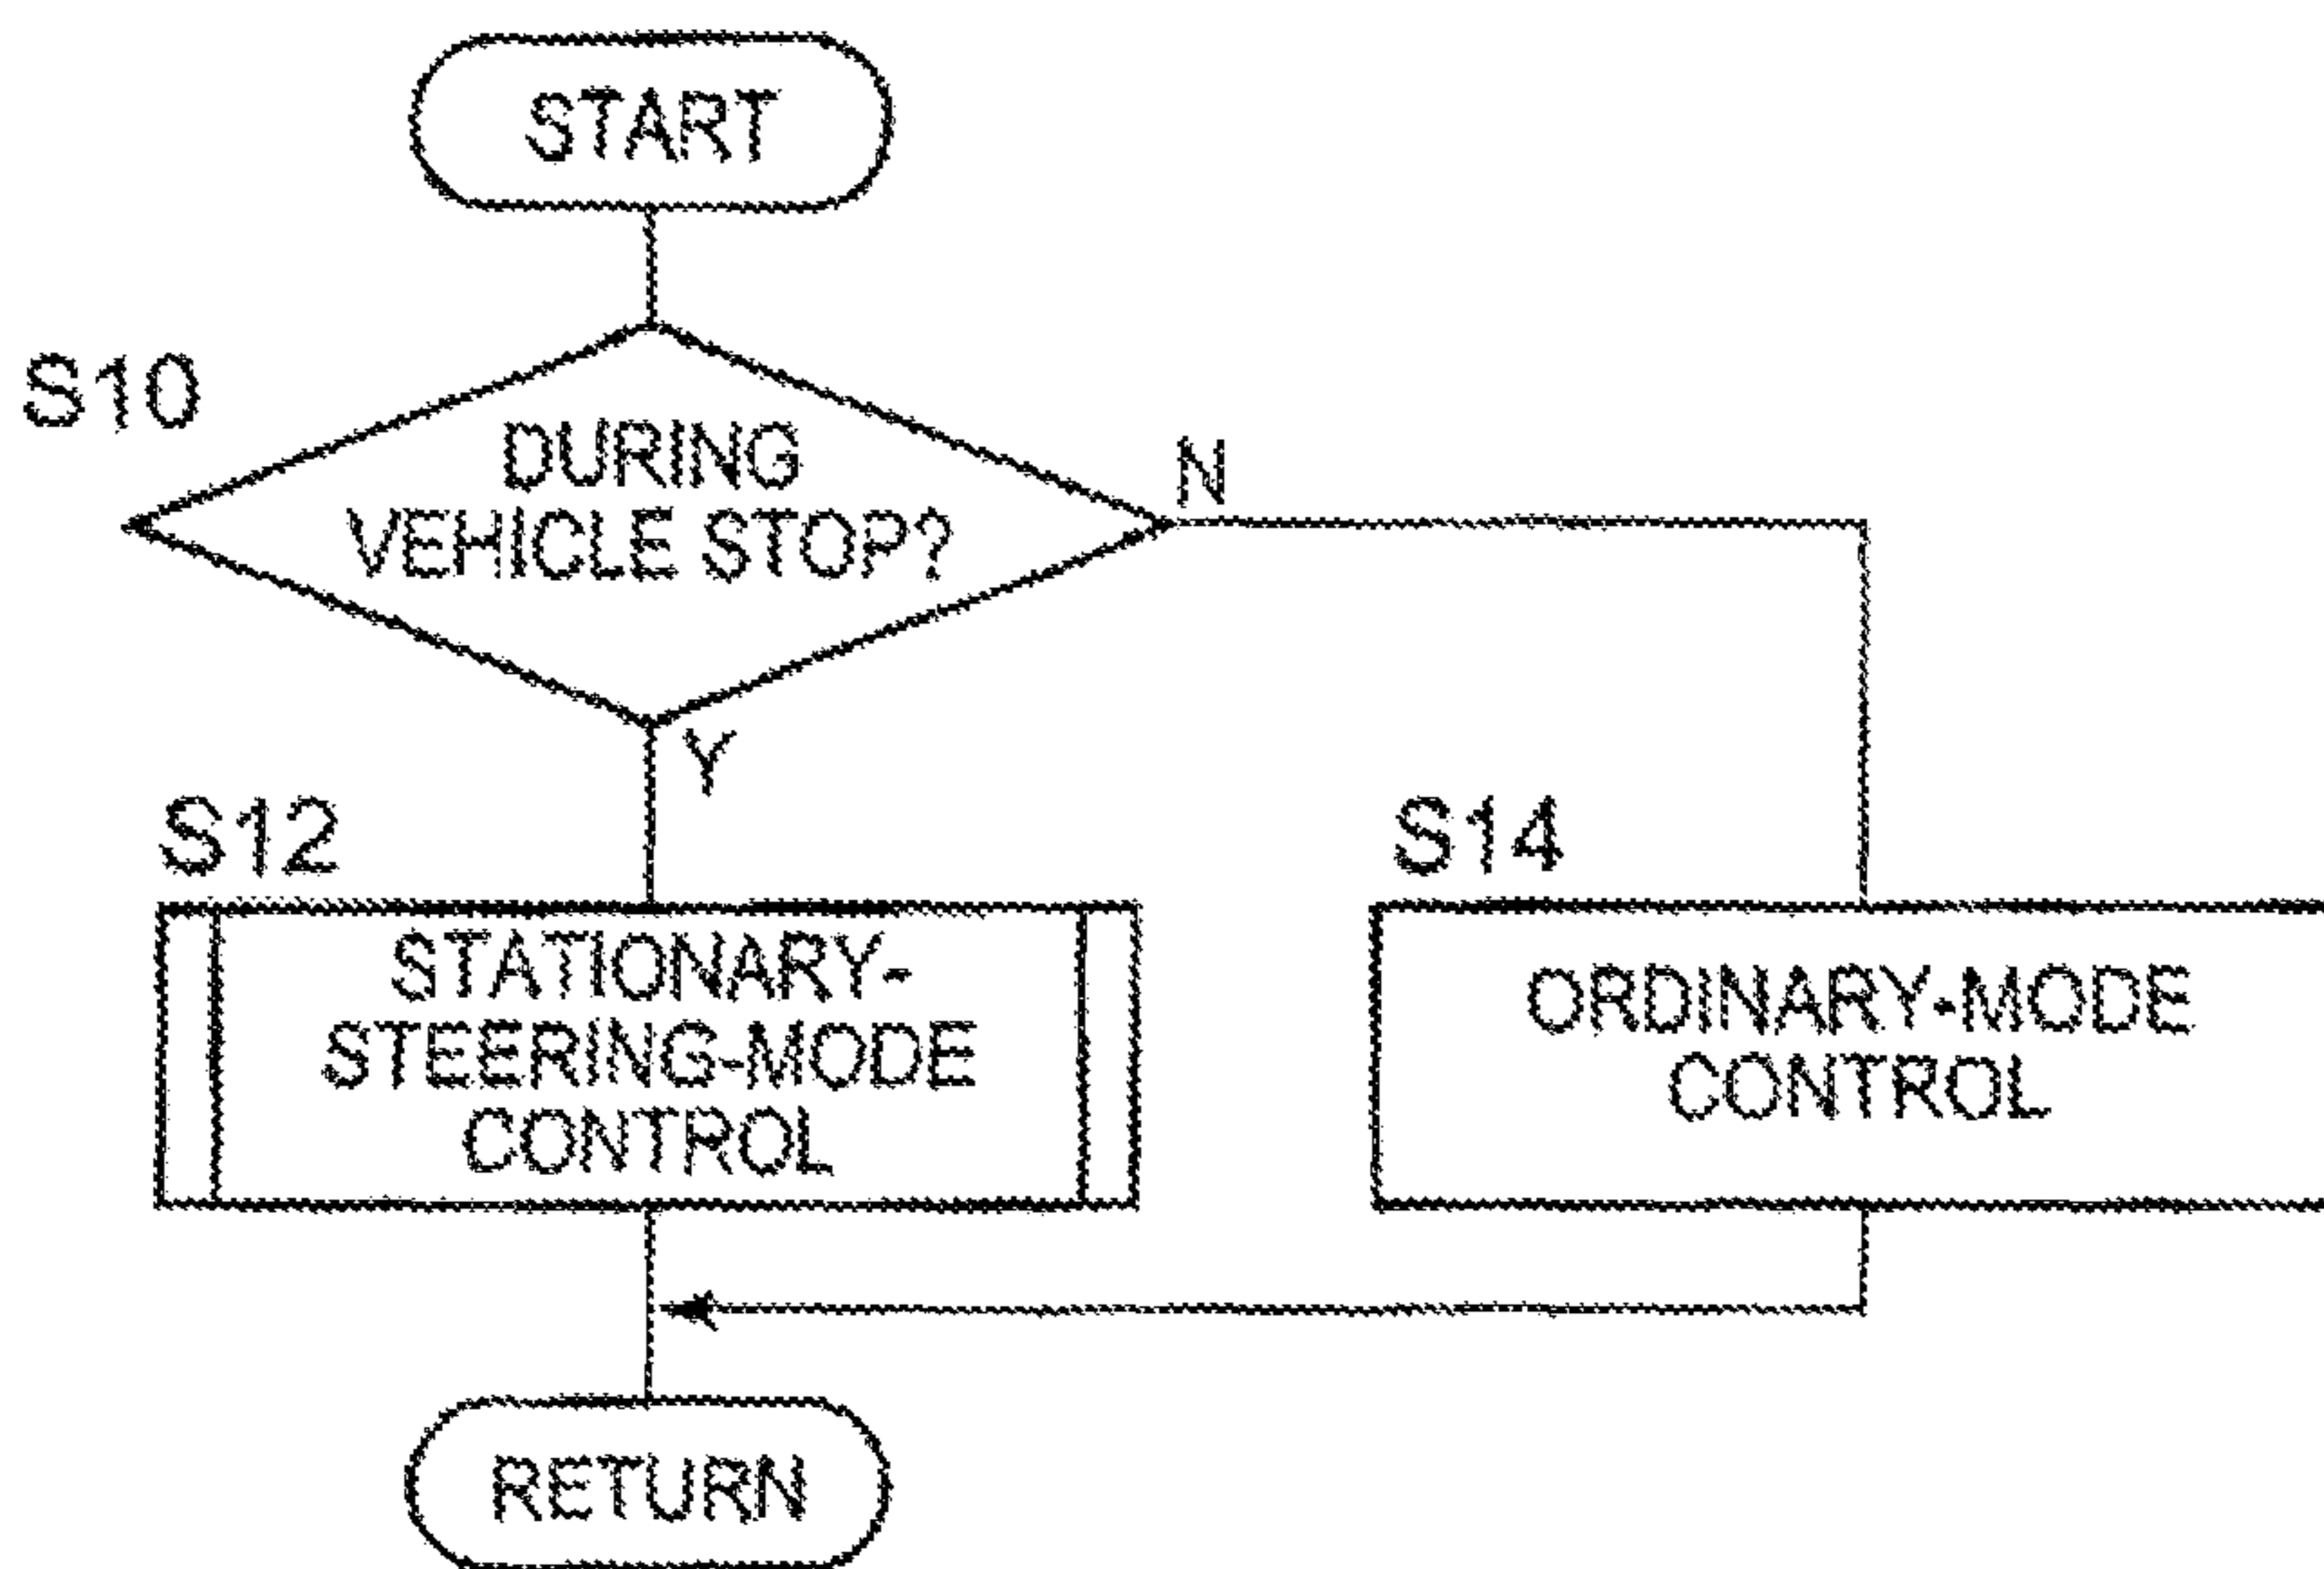 START
S10
DURING
VEHICLE STOP?
N
Y
S12
STATIONARY-
STEERING-MODE
CONTROL
S14
ORDINARY-MODE
CONTROL
RETURN